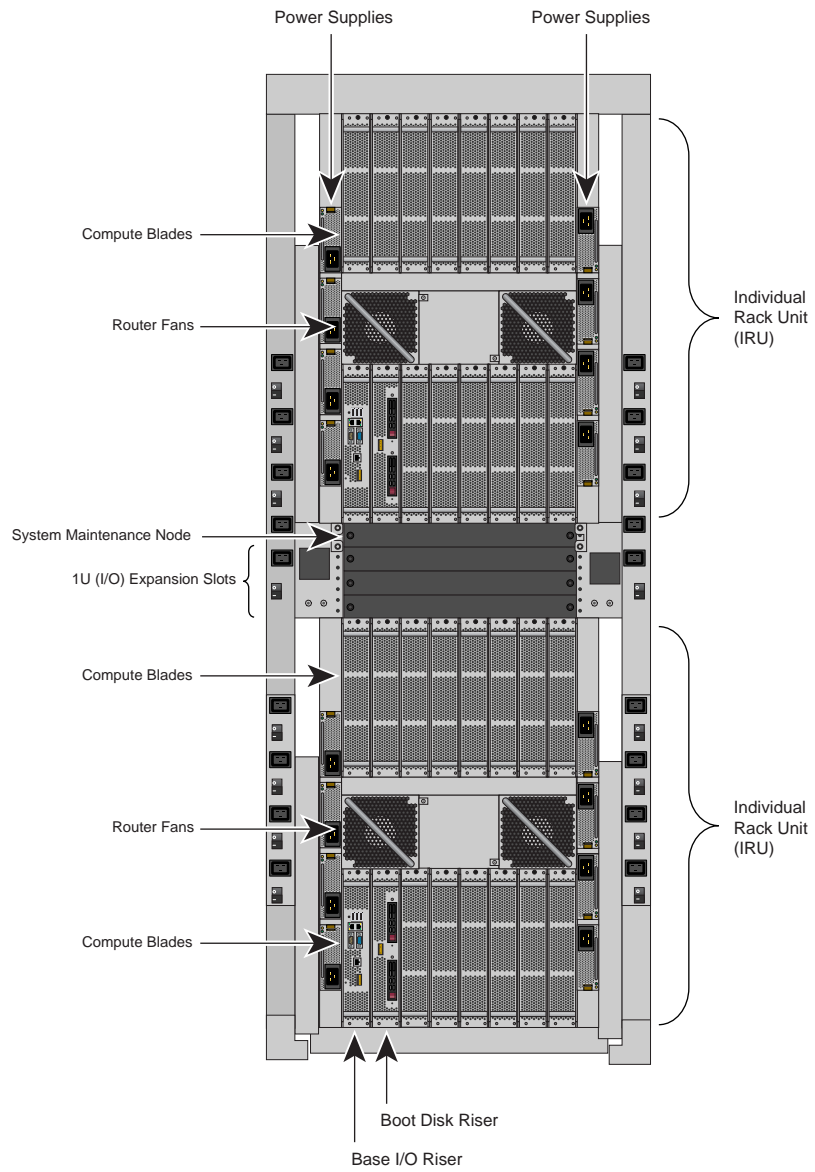 Power Supplies
Power Supplies
Compute Blades
Router Fans
Individual
Rack Unit
(IRU)
System Maintenance Node
1U (I/O) Expansion Slots
Compute Blades
Router Fans
Individual
Rack Unit
(IRU)
Compute Blades
Boot Disk Riser
Base I/O Riser